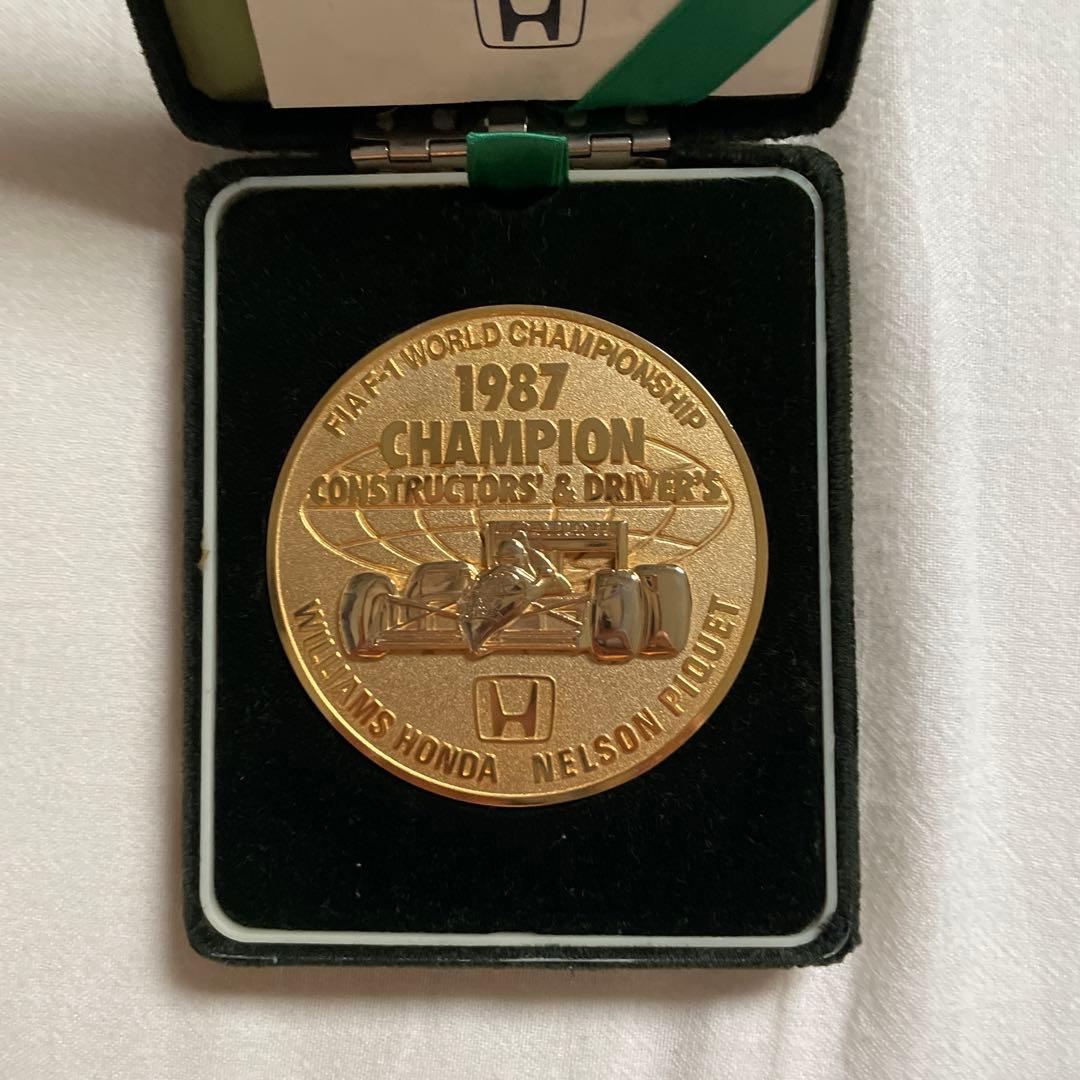 FIA F-1 WORLD CHAMPIONSHIP
1987
CHAMPION
CONSTRUCTORS' & DRIVER'S
WILLIAMS HONDA NELSON PIQUET